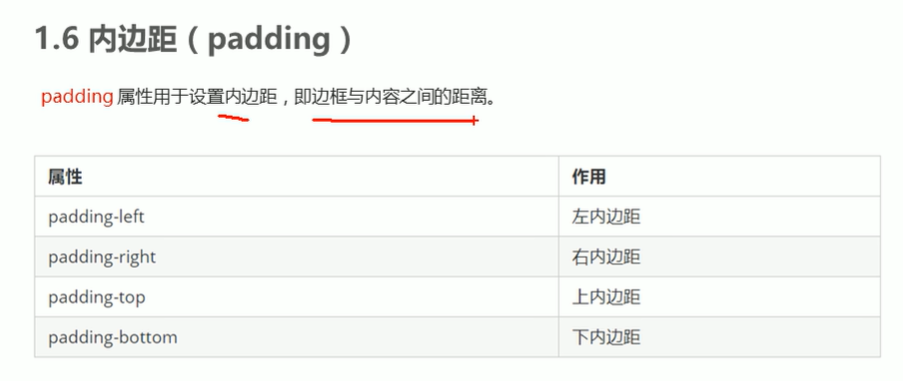 1.6 内边距（padding）
padding 属性用于设置内边距，即边框与内容之间的距离。
属性 作用
padding-left 左内边距
padding-right 右内边距
padding-top 上内边距
padding-bottom 下内边距